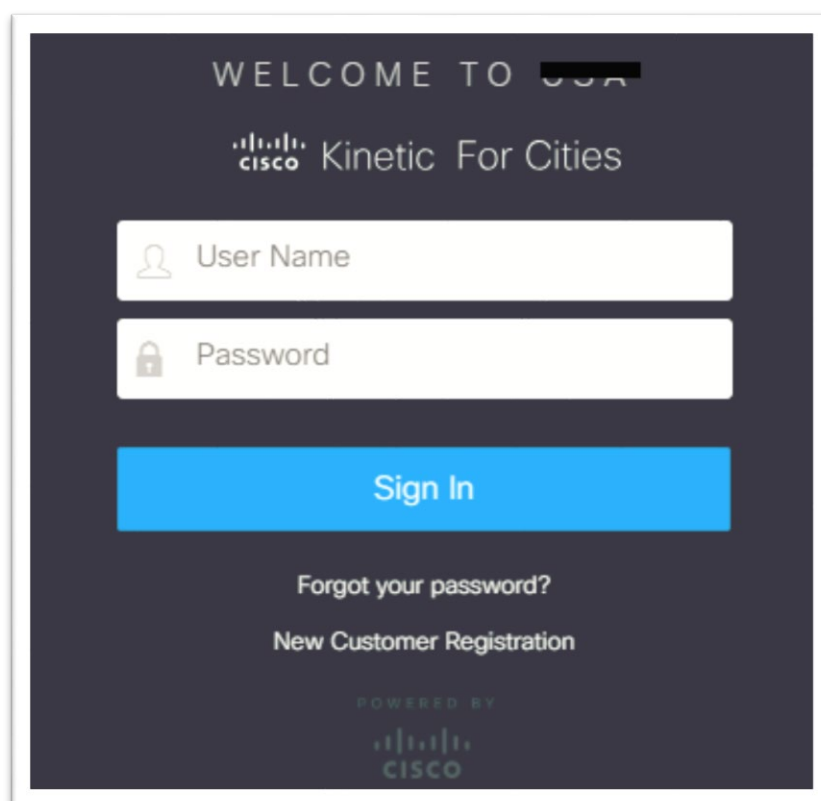 WELCOME TO
CISCO Kinetic For Cities
User Name
Password
Sign In
Forgot your password?
New Customer Registration
POWERED BY
CISCO